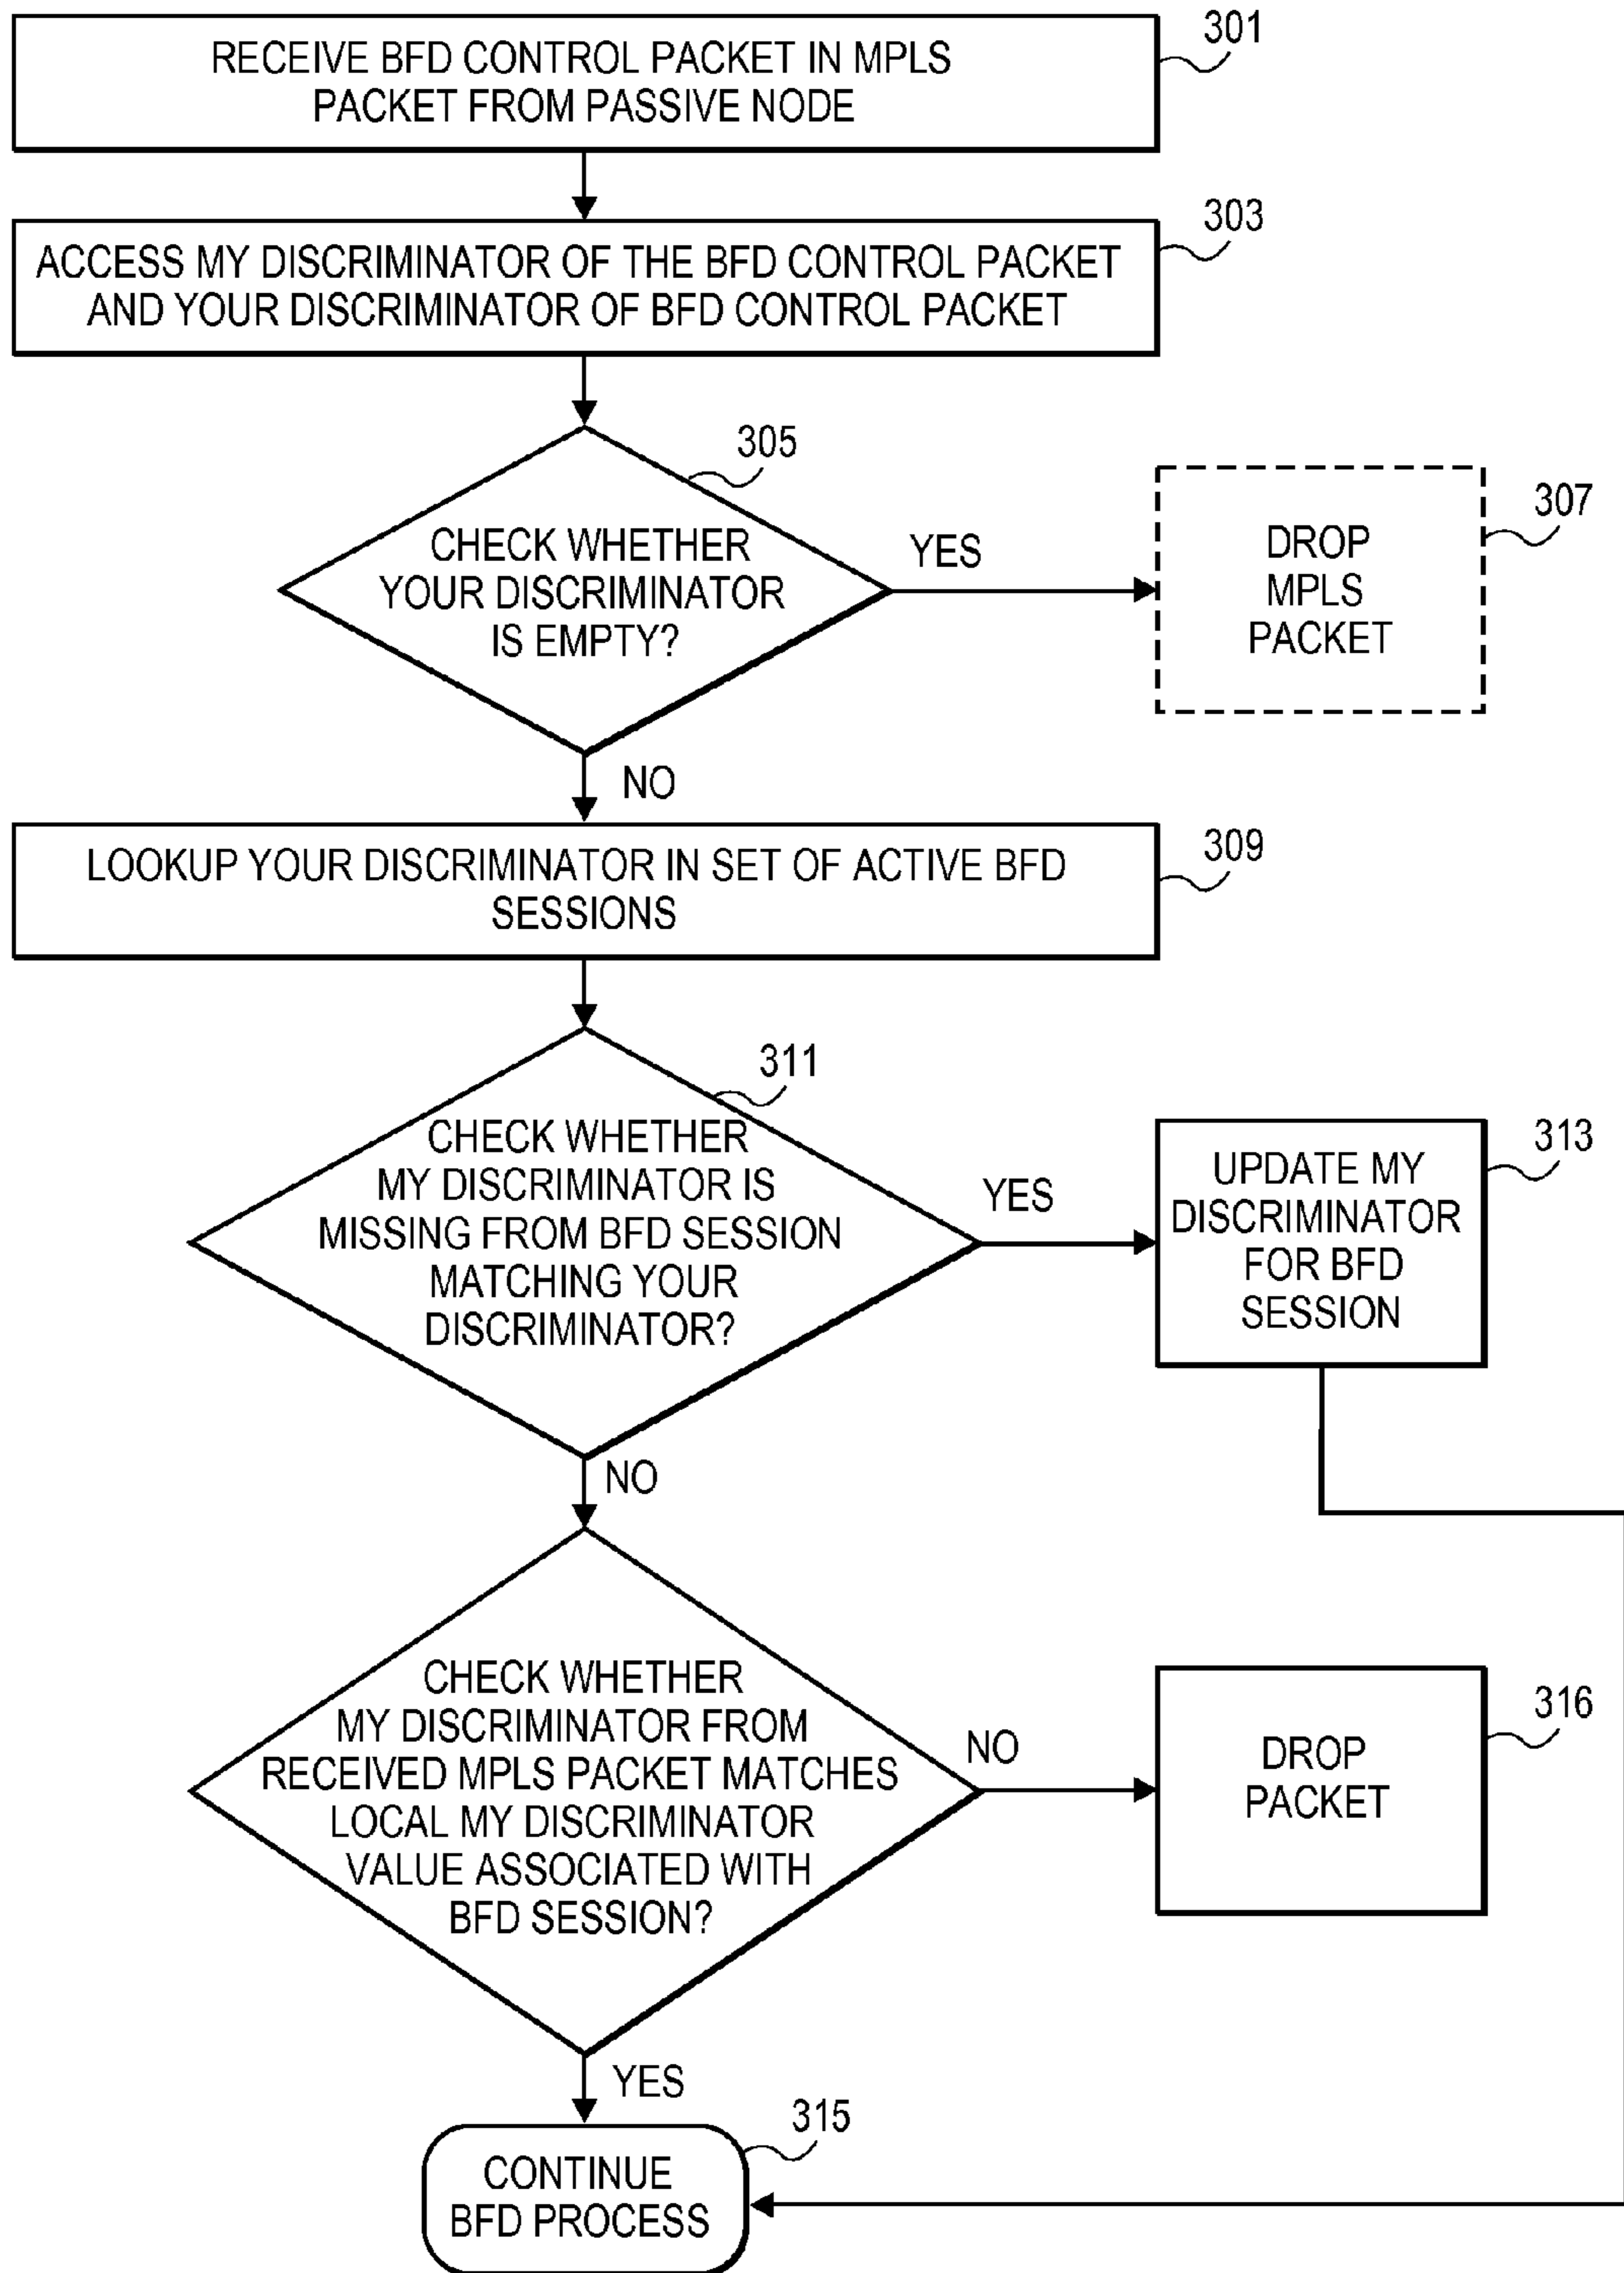 RECEIVE BFD CONTROL PACKET IN MPLS
PACKET FROM PASSIVE NODE
301
ACCESS MY DISCRIMINATOR OF THE BFD CONTROL PACKET
AND YOUR DISCRIMINATOR OF BFD CONTROL PACKET
303
305
CHECK WHETHER
YOUR DISCRIMINATOR
IS EMPTY?
YES
DROP
MPLS
PACKET
307
NO
LOOKUP YOUR DISCRIMINATOR IN SET OF ACTIVE BFD
SESSIONS
309
311
CHECK WHETHER
MY DISCRIMINATOR IS
MISSING FROM BFD SESSION
MATCHING YOUR
DISCRIMINATOR?
YES
UPDATE MY
DISCRIMINATOR
FOR BFD
SESSION
313
NO
CHECK WHETHER
MY DISCRIMINATOR FROM
RECEIVED MPLS PACKET MATCHES
LOCAL MY DISCRIMINATOR
VALUE ASSOCIATED WITH
BFD SESSION?
NO
DROP
PACKET
316
YES
315
CONTINUE
BFD PROCESS